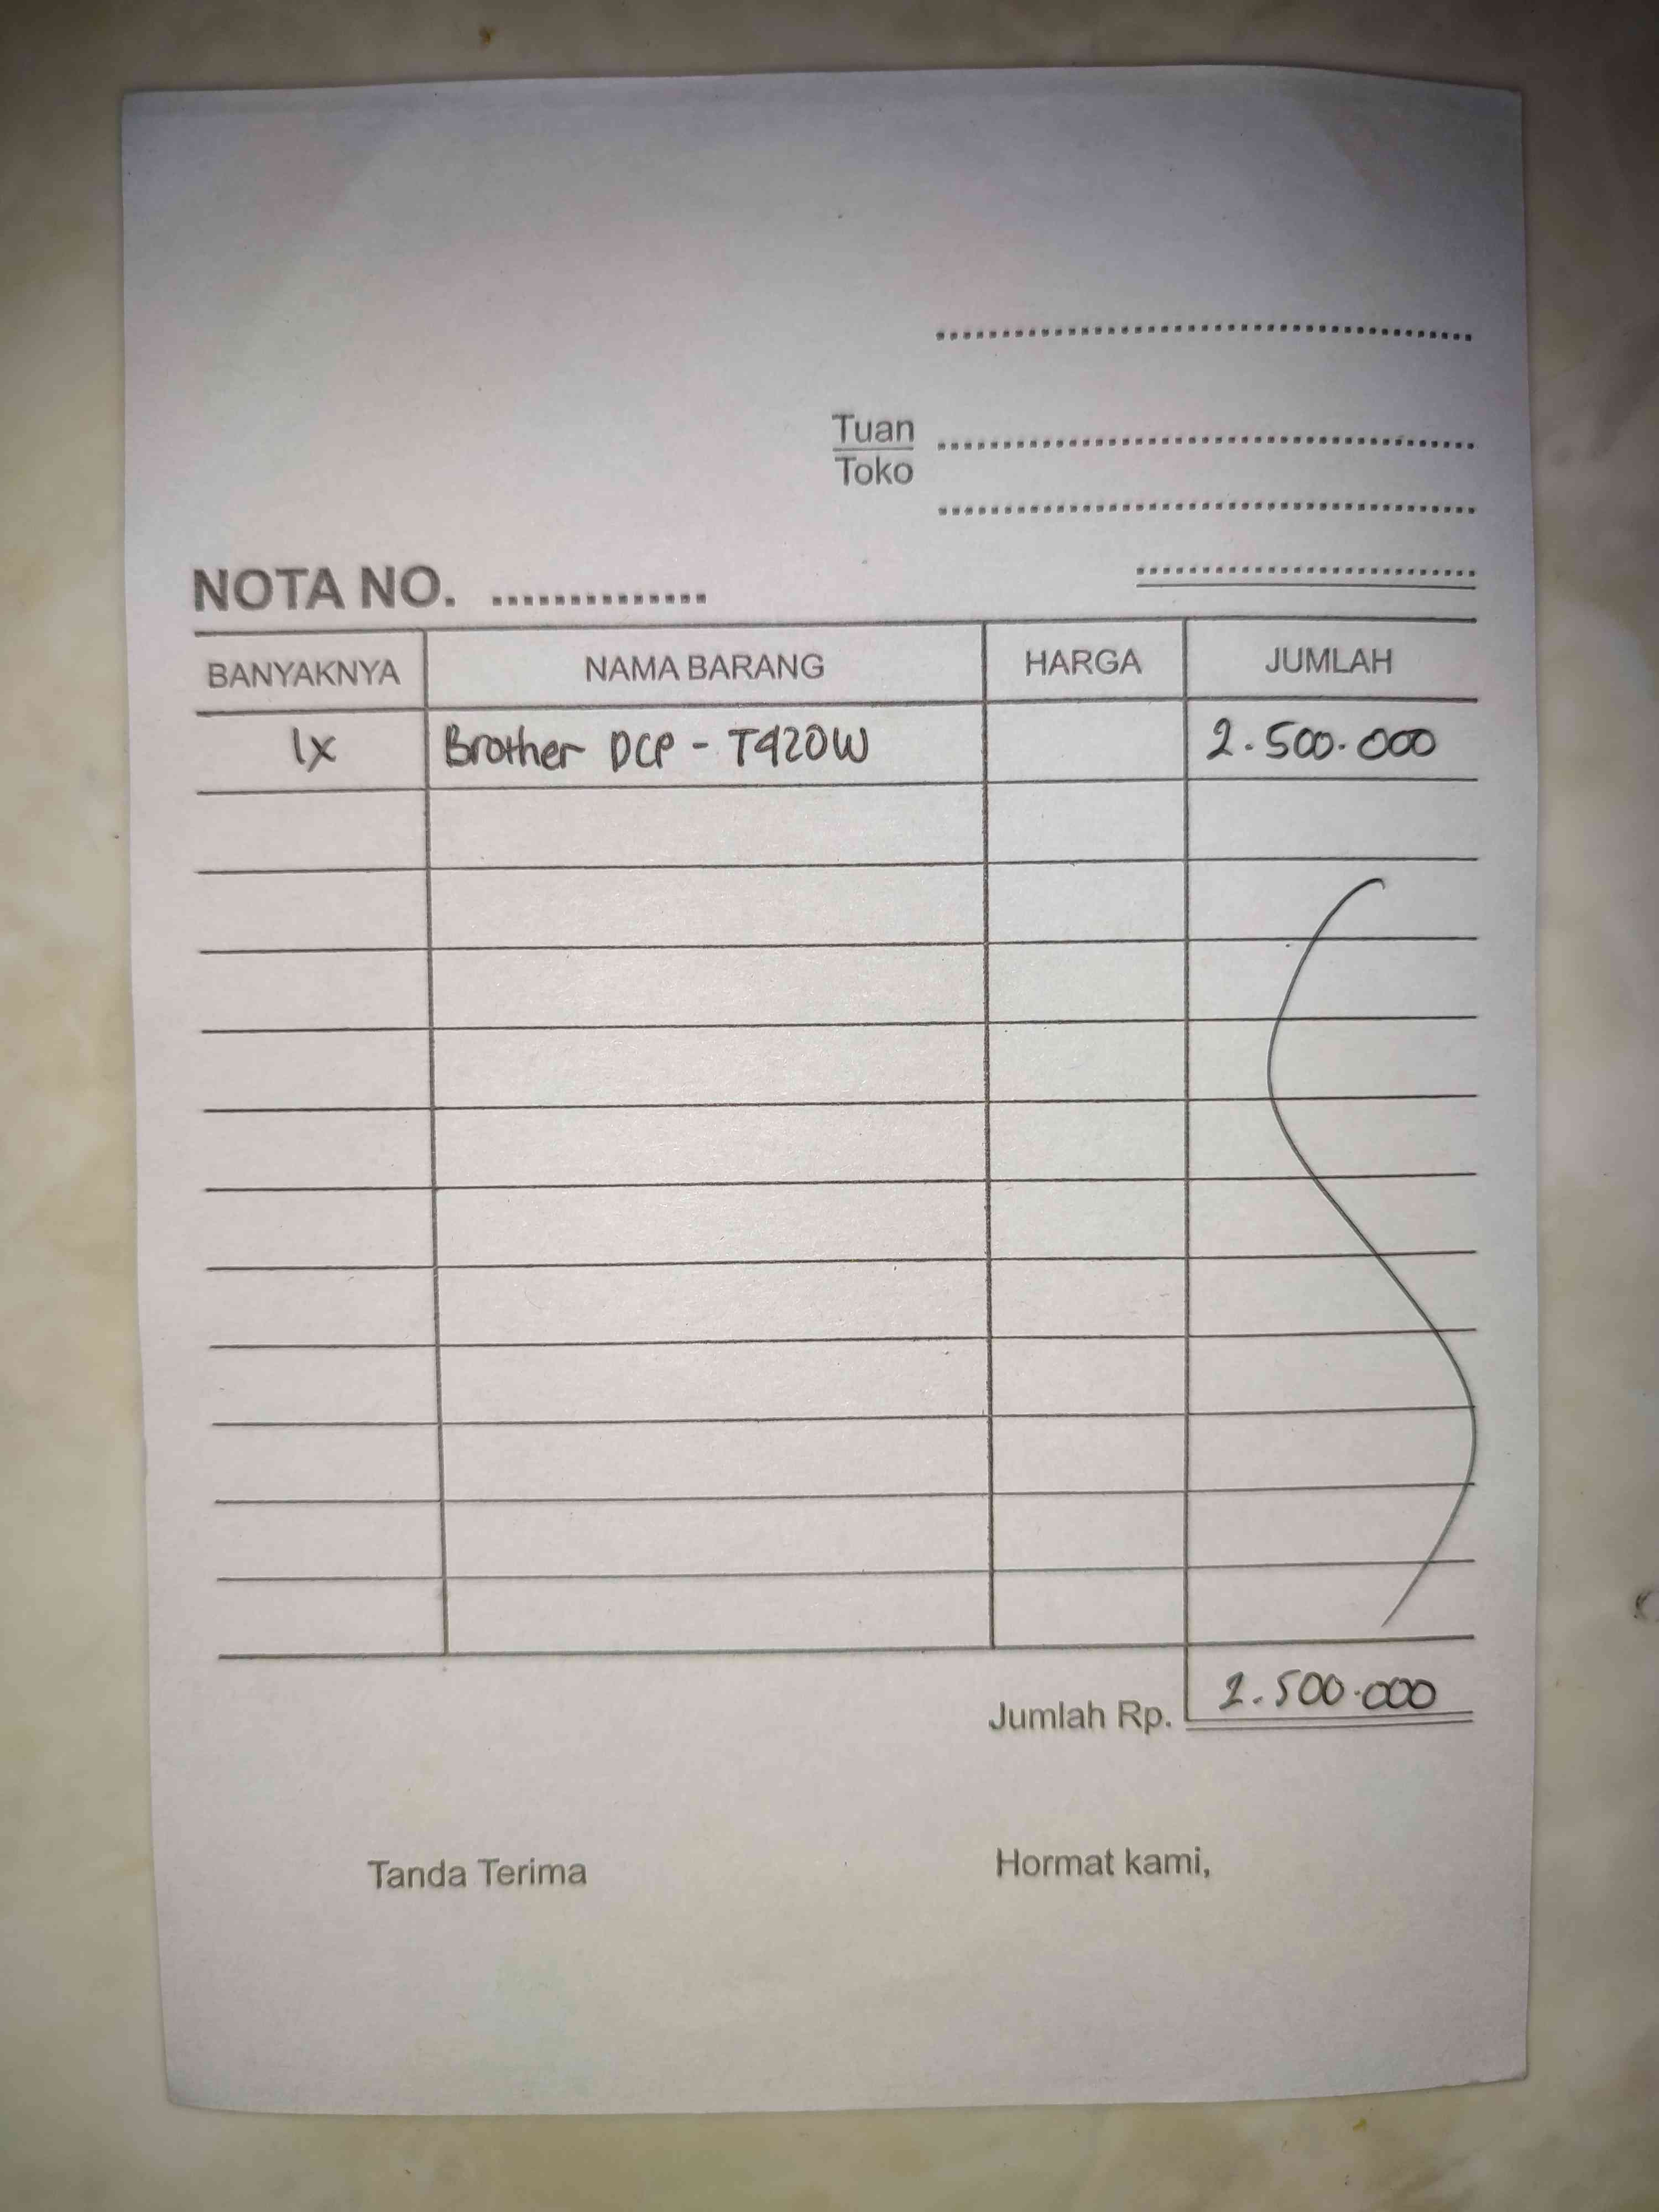 Tuan
Toko
NOTA NO. ..............
BANYAKNYA NAMA BARANG HARGA JUMLAH
1x Brother DCP - T420W 2.500.000
Jumlah Rp. 2.500.000
Tanda Terima Hormat kami,